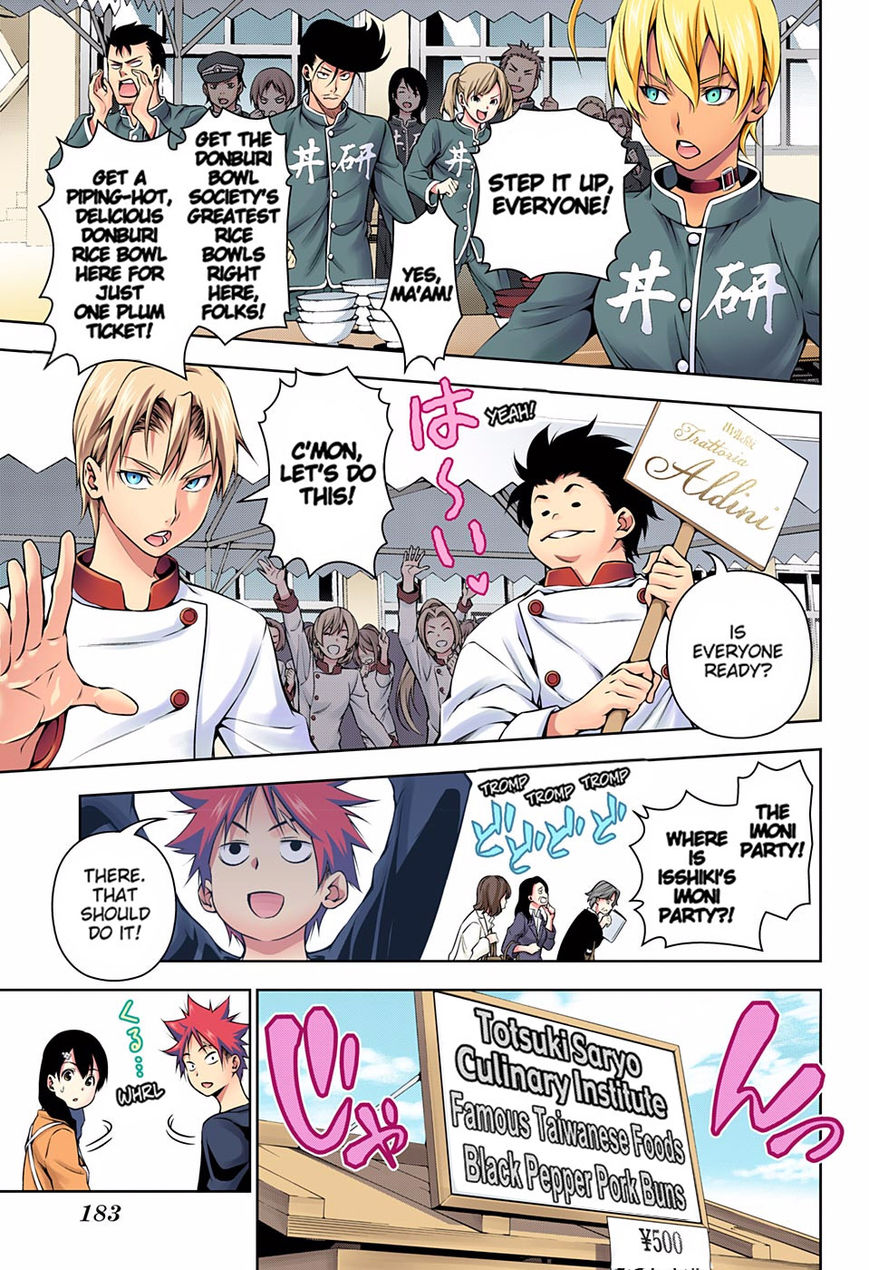 STEP IT UP,
EVERYONE!
YES,
MA'AM!
GET THE
DONBURI
BOWL
SOCIETY'S
GREATEST
RICE
BOWLS
RIGHT
HERE,
FOLKS!
GET A
PIPING-HOT,
DELICIOUS
DONBURI
RICE BOWL
HERE FOR
JUST
ONE PLUM
TICKET!
丼研
丼研
丼
IS
EVERYONE
READY?
Trattoria
Aldini
YEAH!
は〜い♥
C'MON,
LET'S DO
THIS!
THE
IMONI
PARTY!
WHERE
IS
ISSHIKI'S
IMONI
PARTY?!
TROMP
TROMP
TROMP
TROMP
どどどど
THERE.
THAT
SHOULD
DO IT!
じゃんっ
Totsuki Saryo
Culinary Institute
Famous Taiwanese Foods
Black Pepper Pork Buns
¥500
くる…
WHRL
183